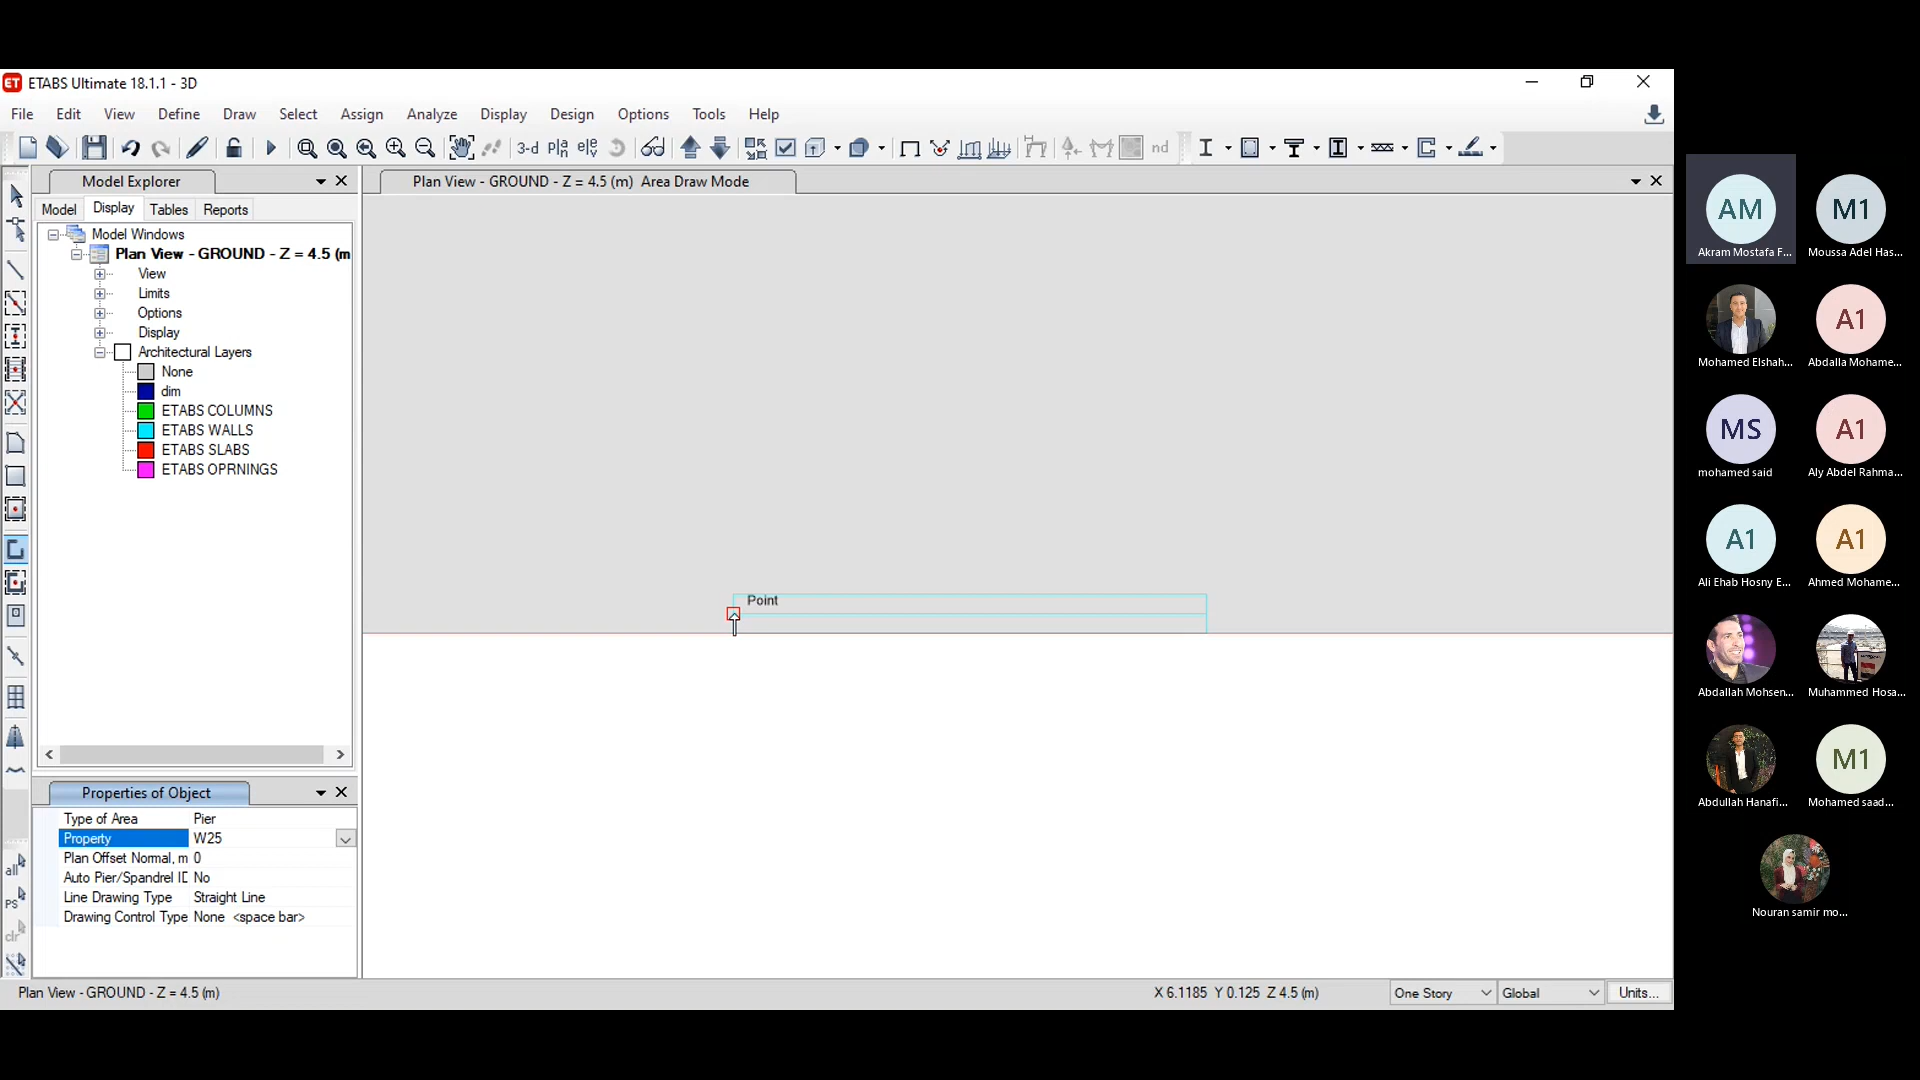 ET ETABS Ultimate 18.1.1 - 3D
File Edit View Define Draw Select Assign Analyze Display Design Options Tools Help
3-d nd
Model Explorer
Plan View - GROUND - Z = 4.5 (m) Area Draw Mode
Model Display Tables Reports
Model Windows
Plan View - GROUND - Z = 4.5 (m
View
Limits
Options
Display
Architectural Layers
None
dim
ETABS COLUMNS
ETABS WALLS
ETABS SLABS
ETABS OPRNINGS
Point
Properties of Object
Type of Area Pier
Property W25
Plan Offset Normal, m 0
Auto Pier/Spandrel ID No
Line Drawing Type Straight Line
Drawing Control Type None <space bar>
all
PS
clr
Plan View - GROUND - Z = 4.5 (m)
X 6.1185 Y 0.125 Z 4.5 (m)
One Story
Global
Units...
AM
Akram Mostafa F...
M1
Moussa Adel Has...
Mohamed Elshah...
A1
Abdalla Mohame...
MS
mohamed said
A1
Aly Abdel Rahma...
A1
Ali Ehab Hosny E...
A1
Ahmed Mohame...
Abdallah Mohsen...
Muhammed Hosa...
Abdullah Hanafi...
M1
Mohamed saad...
Nouran samir mo...